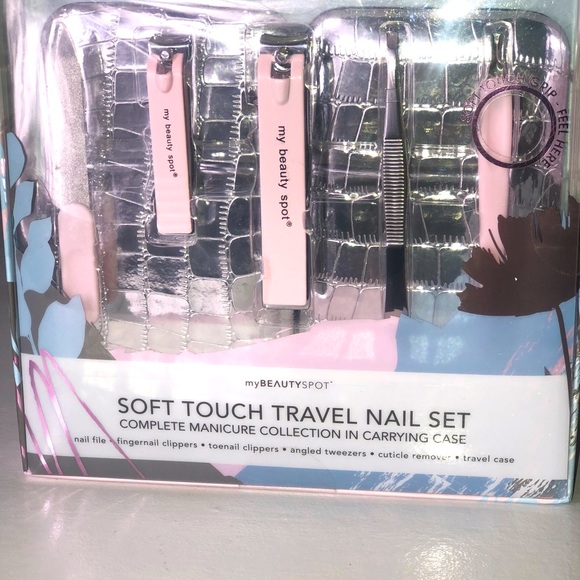 my beauty spot®
my beauty spot®
SOFT TOUCH GRIP • FEEL HERE
myBEAUTYSPOT®
SOFT TOUCH TRAVEL NAIL SET
COMPLETE MANICURE COLLECTION IN CARRYING CASE
nail file • fingernail clippers • toenail clippers • angled tweezers • cuticle remover • travel case